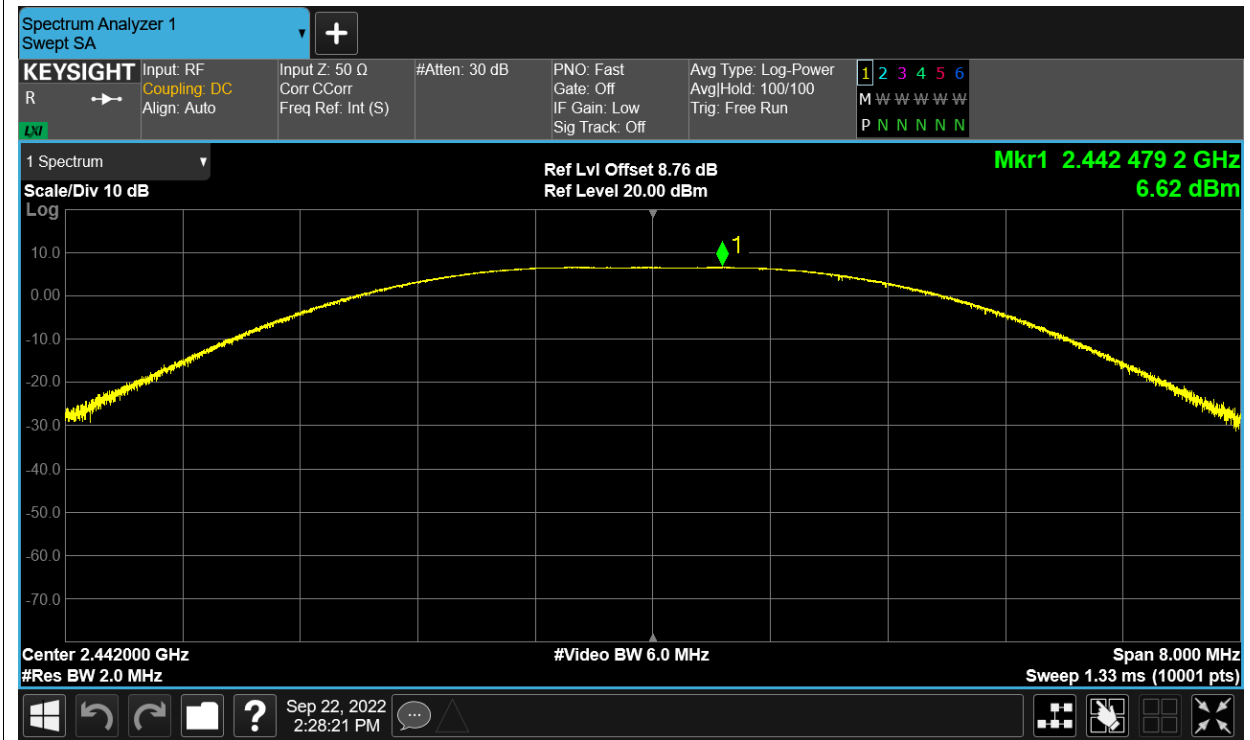 Spectrum Analyzer 1
Swept SA
KEYSIGHT
R
LXI
Input: RF
Coupling: DC
Align: Auto
Input Z: 50 Ω
Corr CCorr
Freq Ref: Int (S)
#Atten: 30 dB
PNO: Fast
Gate: Off
IF Gain: Low
Sig Track: Off
Avg Type: Log-Power
Avg|Hold: 100/100
Trig: Free Run
1 2 3 4 5 6
M W W W W W
P N N N N N
1 Spectrum
Scale/Div 10 dB
Log
Ref Lvl Offset 8.76 dB
Ref Level 20.00 dBm
Mkr1 2.442 479 2 GHz
6.62 dBm
1
10.0
0.00
-10.0
-20.0
-30.0
-40.0
-50.0
-60.0
-70.0
Center 2.442000 GHz
#Res BW 2.0 MHz
#Video BW 6.0 MHz
Span 8.000 MHz
Sweep 1.33 ms (10001 pts)
?
Sep 22, 2022
2:28:21 PM